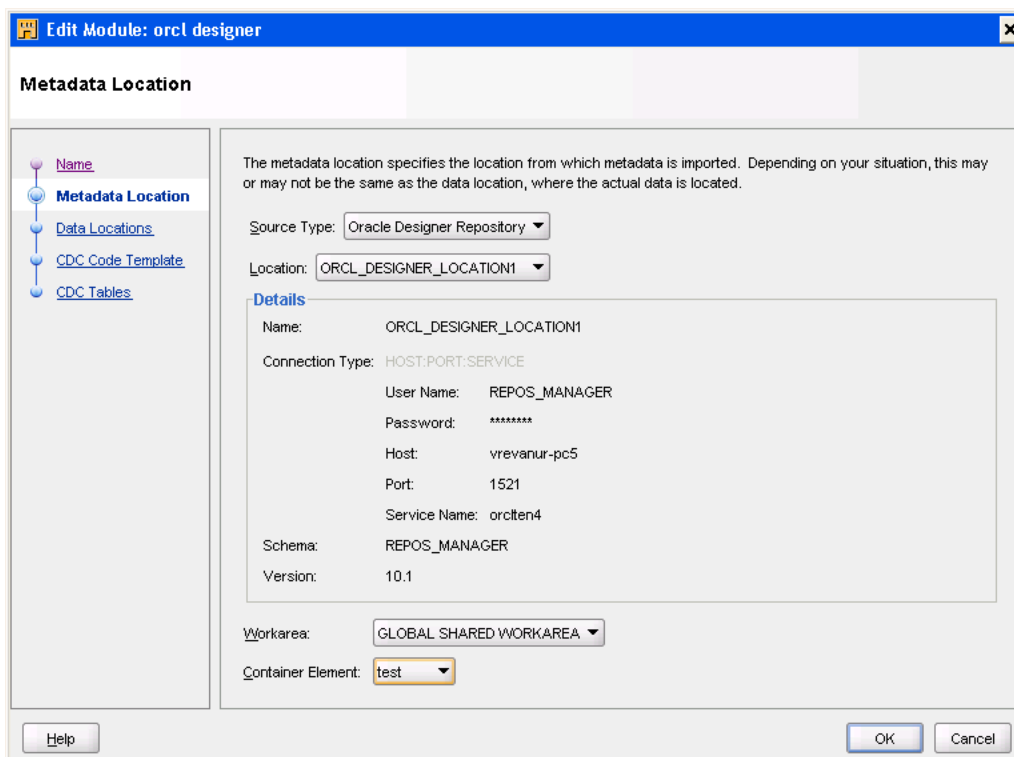 Edit Module: orcl designer
Metadata Location
Name
Metadata Location
Data Locations
CDC Code Template
CDC Tables
The metadata location specifies the location from which metadata is imported. Depending on your situation, this may
or may not be the same as the data location, where the actual data is located.
Source Type: Oracle Designer Repository
Location: ORCL_DESIGNER_LOCATION1
Details
Name: ORCL_DESIGNER_LOCATION1
Connection Type: HOST:PORT:SERVICE
User Name: REPOS_MANAGER
Password: ********
Host: vrevanur-pc5
Port: 1521
Service Name: orclten4
Schema: REPOS_MANAGER
Version: 10.1
Workarea: GLOBAL SHARED WORKAREA
Container Element: test
Help
OK
Cancel